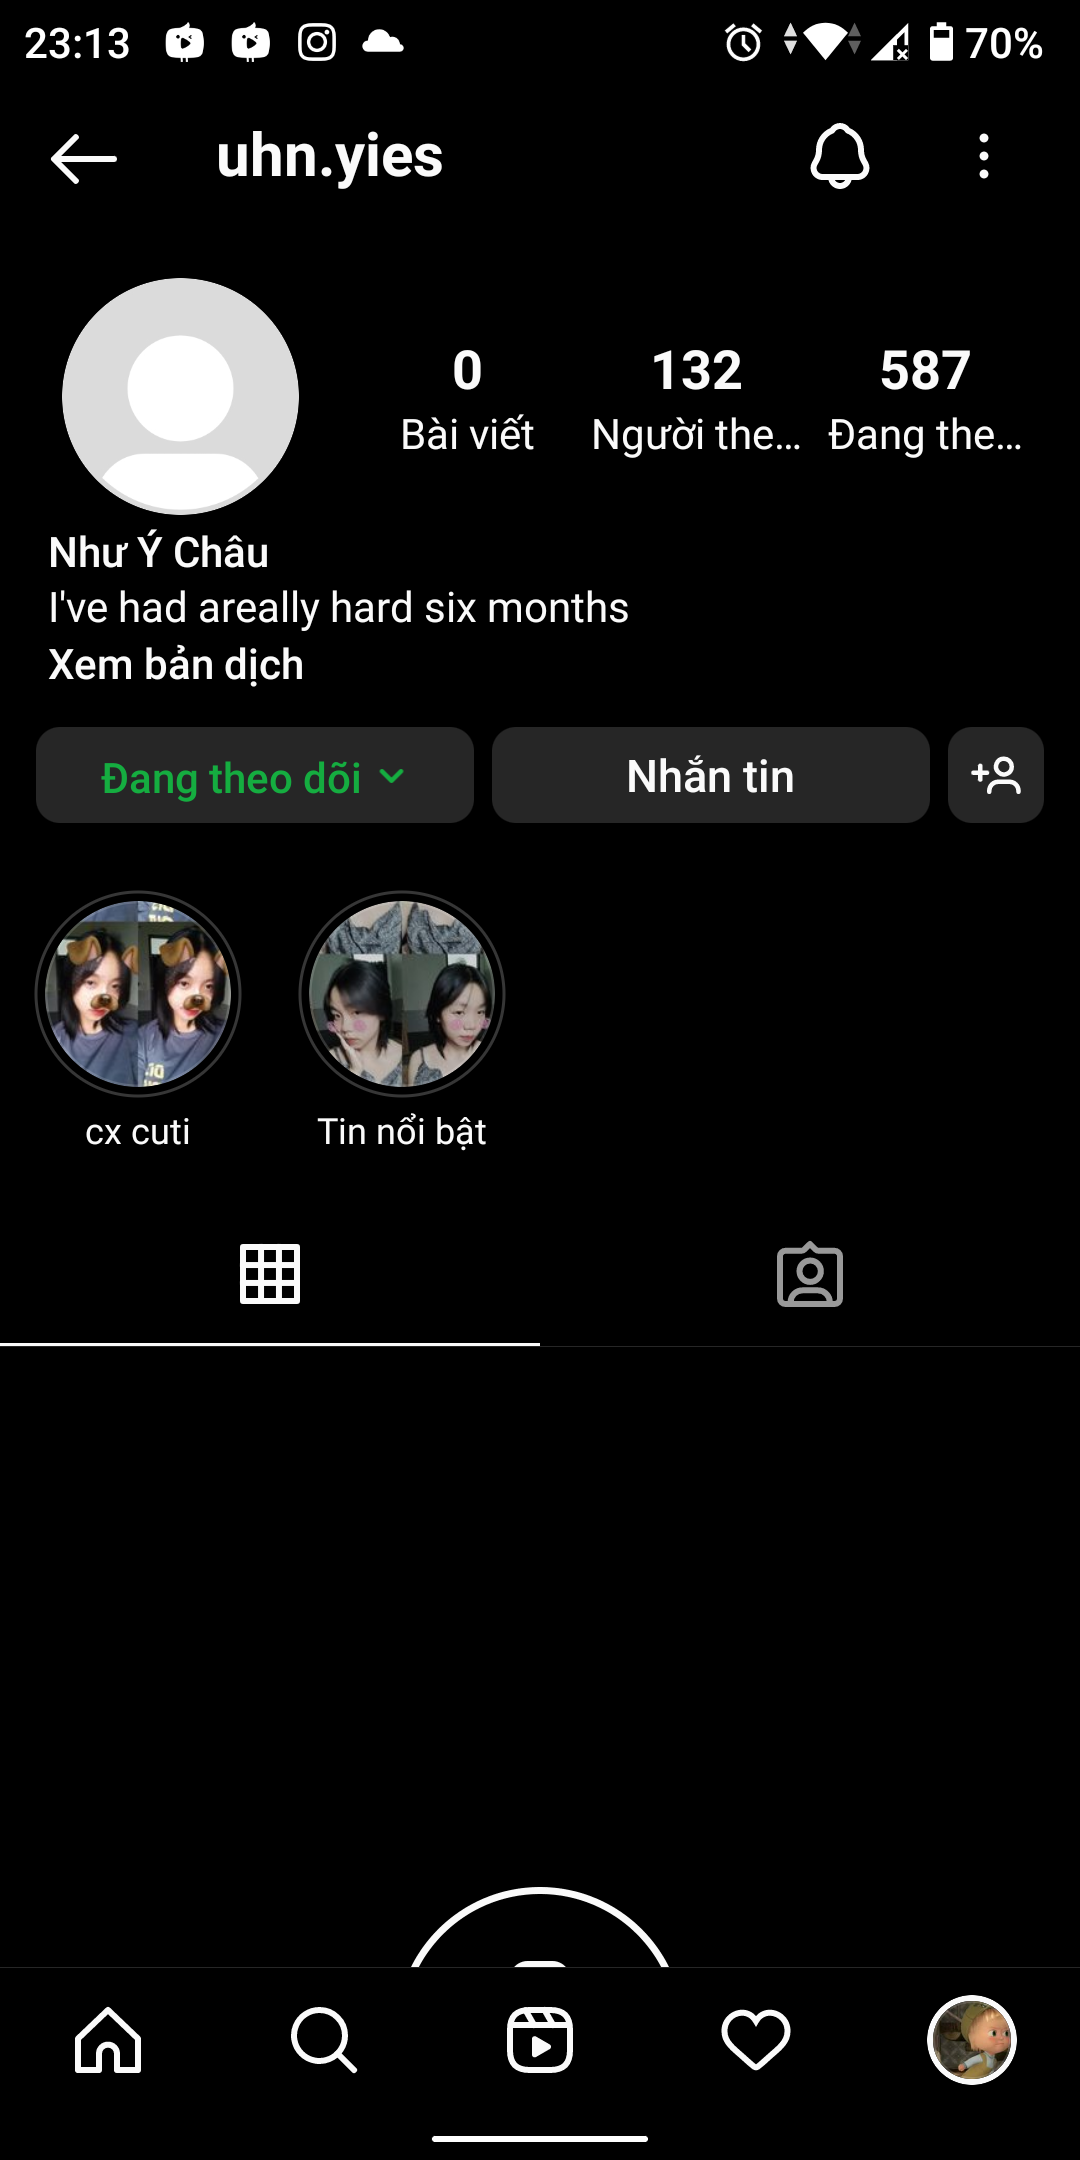 23:13 70%
uhn.yies
0 132 587
Bài viết Người the... Đang the...
Như Ý Châu
I've had areally hard six months
Xem bản dịch
Đang theo dõi Nhắn tin
cx cuti Tin nổi bật